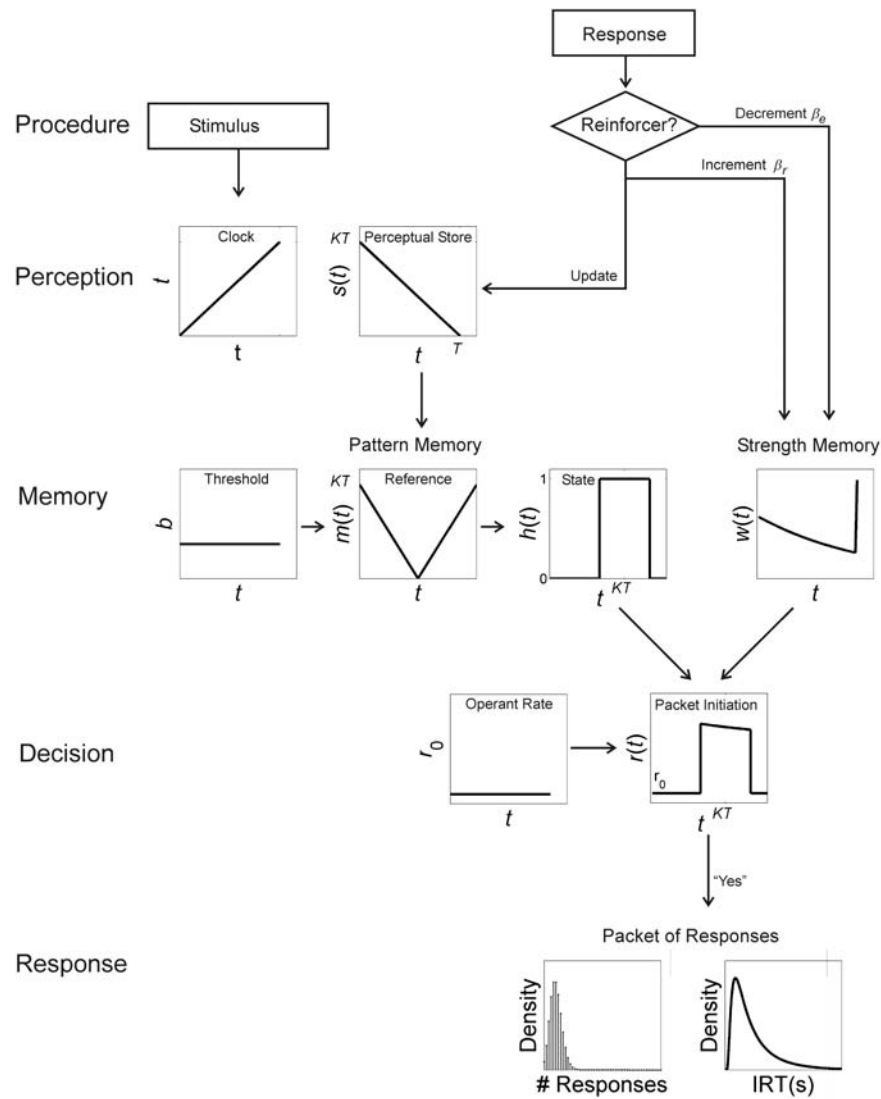 Response
Procedure
Stimulus
Reinforcer?
Decrement βe
Increment βr
Perception
Clock
t
t
KT
Perceptual Store
s(t)
t
T
Update
Pattern Memory
Strength Memory
Memory
Threshold
b
t
KT
Reference
m(t)
t
1
State
h(t)
0
t
KT
w(t)
t
Decision
Operant Rate
r0
t
Packet Initiation
r(t)
r0
t
KT
“Yes”
Packet of Responses
Response
Density
# Responses
Density
IRT(s)